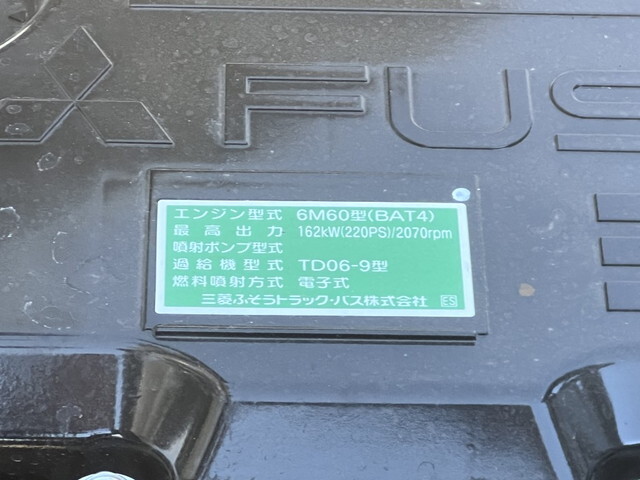 FUS
エンジン型式 6M60型(BAT4)
最高出力 162kW(220PS)/2070rpm
噴射ポンプ型式
過給機型式 TD06-9型
燃料噴射方式 電子式
三菱ふそうトラック・バス株式会社 ES